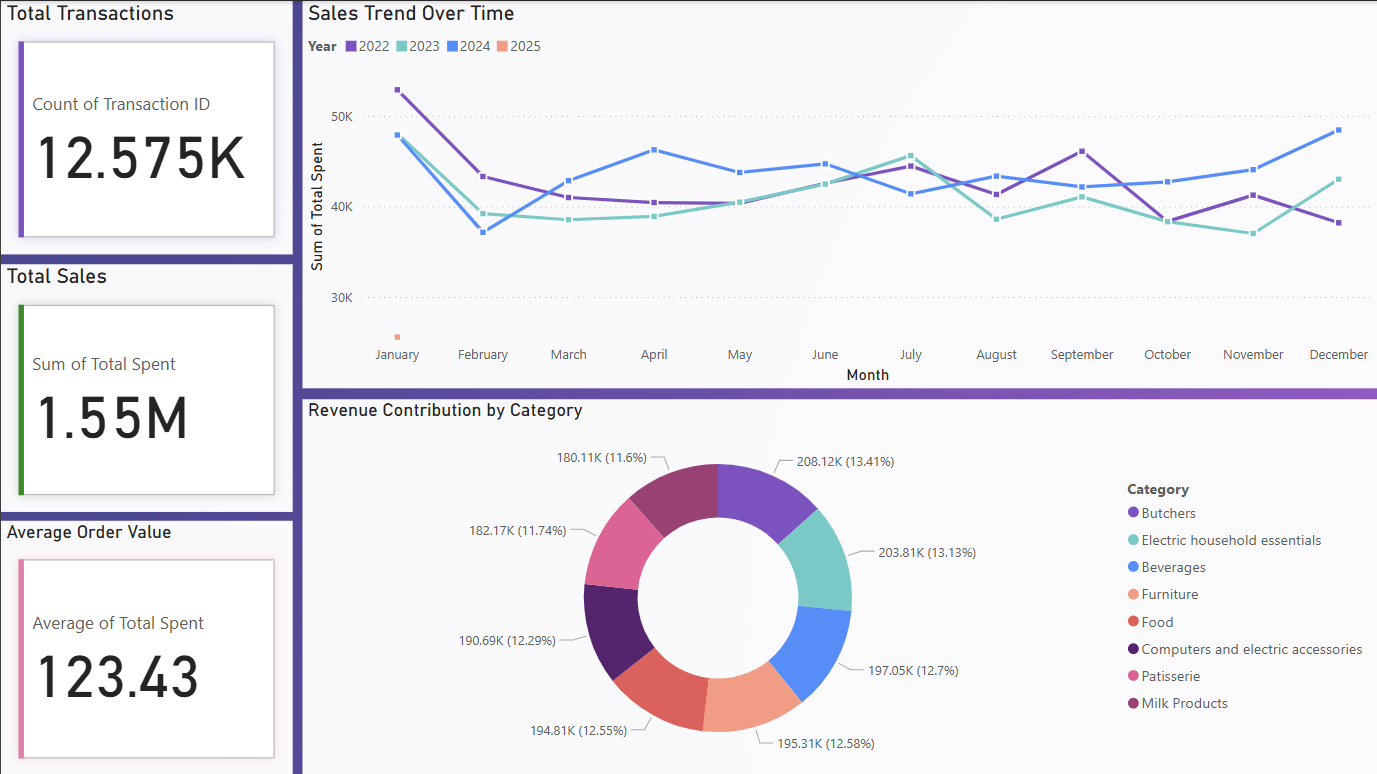 Total Transactions
Count of Transaction ID
12.575K
Total Sales
Sum of Total Spent
1.55M
Average Order Value
Average of Total Spent
123.43
Sales Trend Over Time
Year 2022 2023 2024 2025
Sum of Total Spent
50K
40K
30K
January February March April May June July August September October November December
Month
Revenue Contribution by Category
208.12K (13.41%)
203.81K (13.13%)
197.05K (12.7%)
195.31K (12.58%)
194.81K (12.55%)
190.69K (12.29%)
182.17K (11.74%)
180.11K (11.6%)
Category
Butchers
Electric household essentials
Beverages
Furniture
Food
Computers and electric accessories
Patisserie
Milk Products